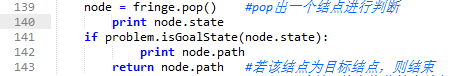 139 node = fringe.pop() #pop出一个结点进行判断
140 print node.state
141 if problem.isGoalState(node.state):
142 print node.path
143 return node.path #若该结点为目标结点，则结束